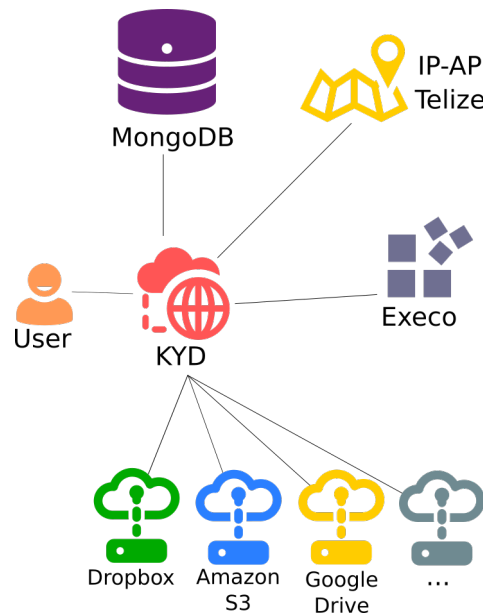 MongoDB
IP-AP
Telize
User
KYD
Execo
Dropbox
Amazon
S3
Google
Drive
...